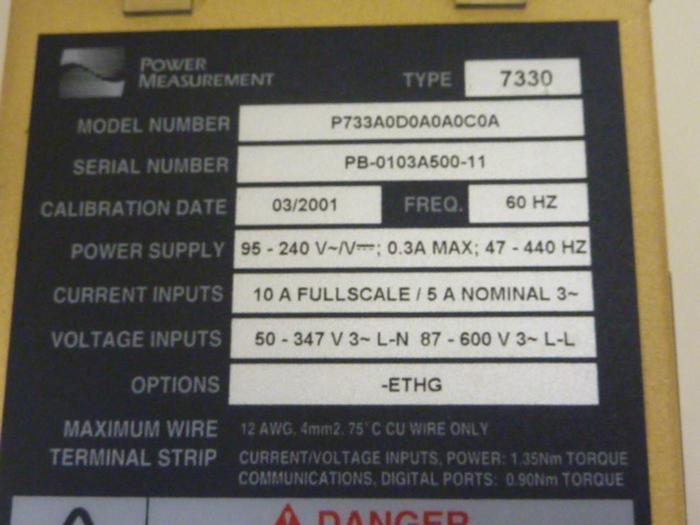 POWER
MEASUREMENT
TYPE 7330
MODEL NUMBER P733A0D0A0A0C0A
SERIAL NUMBER PB-0103A500-11
CALIBRATION DATE 03/2001 FREQ. 60 HZ
POWER SUPPLY 95 - 240 V~/V⎓; 0.3A MAX; 47 - 440 HZ
CURRENT INPUTS 10 A FULLSCALE / 5 A NOMINAL 3~
VOLTAGE INPUTS 50 - 347 V 3~ L-N 87 - 600 V 3~ L-L
OPTIONS -ETHG
MAXIMUM WIRE 12 AWG, 4mm2, 75°C CU WIRE ONLY
TERMINAL STRIP CURRENT/VOLTAGE INPUTS, POWER: 1.35Nm TORQUE
COMMUNICATIONS, DIGITAL PORTS: 0.90Nm TORQUE
DANGER